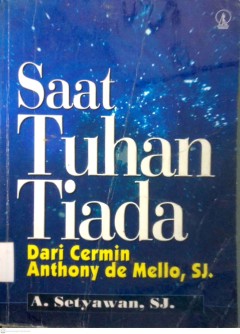 Saat
Tuhan
Tiada
Dari Cermin
Anthony de Mello, SJ.
A. Setyawan, SJ.